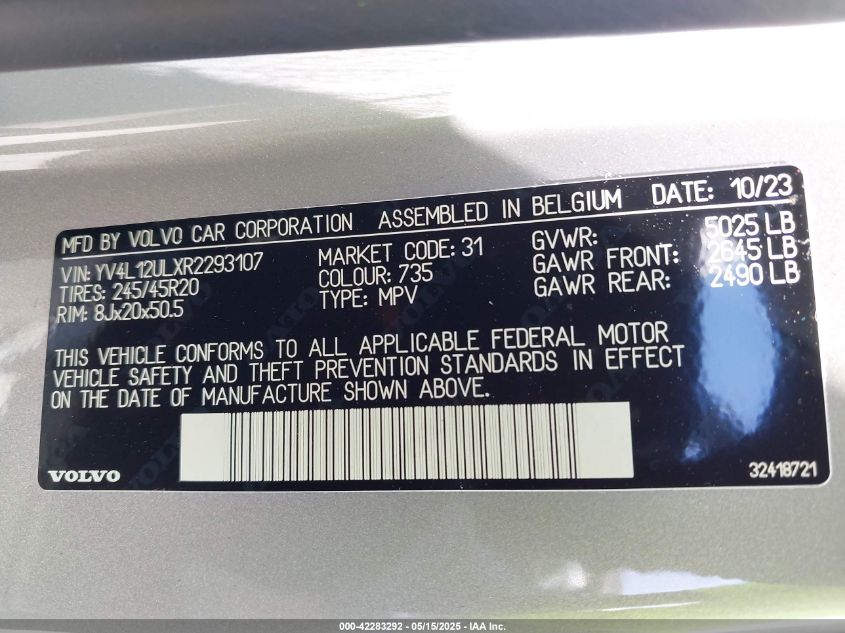 MFD BY VOLVO CAR CORPORATION ASSEMBLED IN BELGIUM DATE: 10/23
VIN: YV4L12ULXR2293107 MARKET CODE: 31 GVWR: 5025 LB
TIRES: 245/45R20 COLOUR: 735 GAWR FRONT: 2645 LB
RIM: 8Jx20x50.5 TYPE: MPV GAWR REAR: 2490 LB
THIS VEHICLE CONFORMS TO ALL APPLICABLE FEDERAL MOTOR
VEHICLE SAFETY AND THEFT PREVENTION STANDARDS IN EFFECT
ON THE DATE OF MANUFACTURE SHOWN ABOVE.
VOLVO 32418721
000-42283292 - 05/15/2025 - IAA Inc.